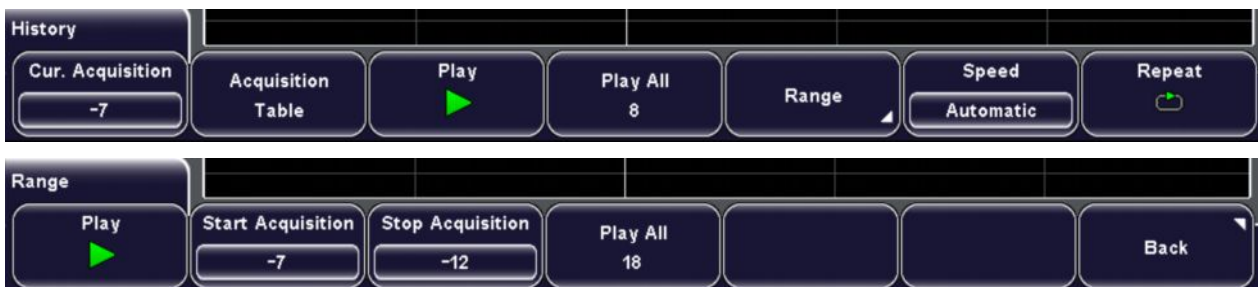 History
Cur. Acquisition
-7
Acquisition
Table
Play
Play All
8
Range
Speed
Automatic
Repeat
Range
Play
Start Acquisition
-7
Stop Acquisition
-12
Play All
18
Back